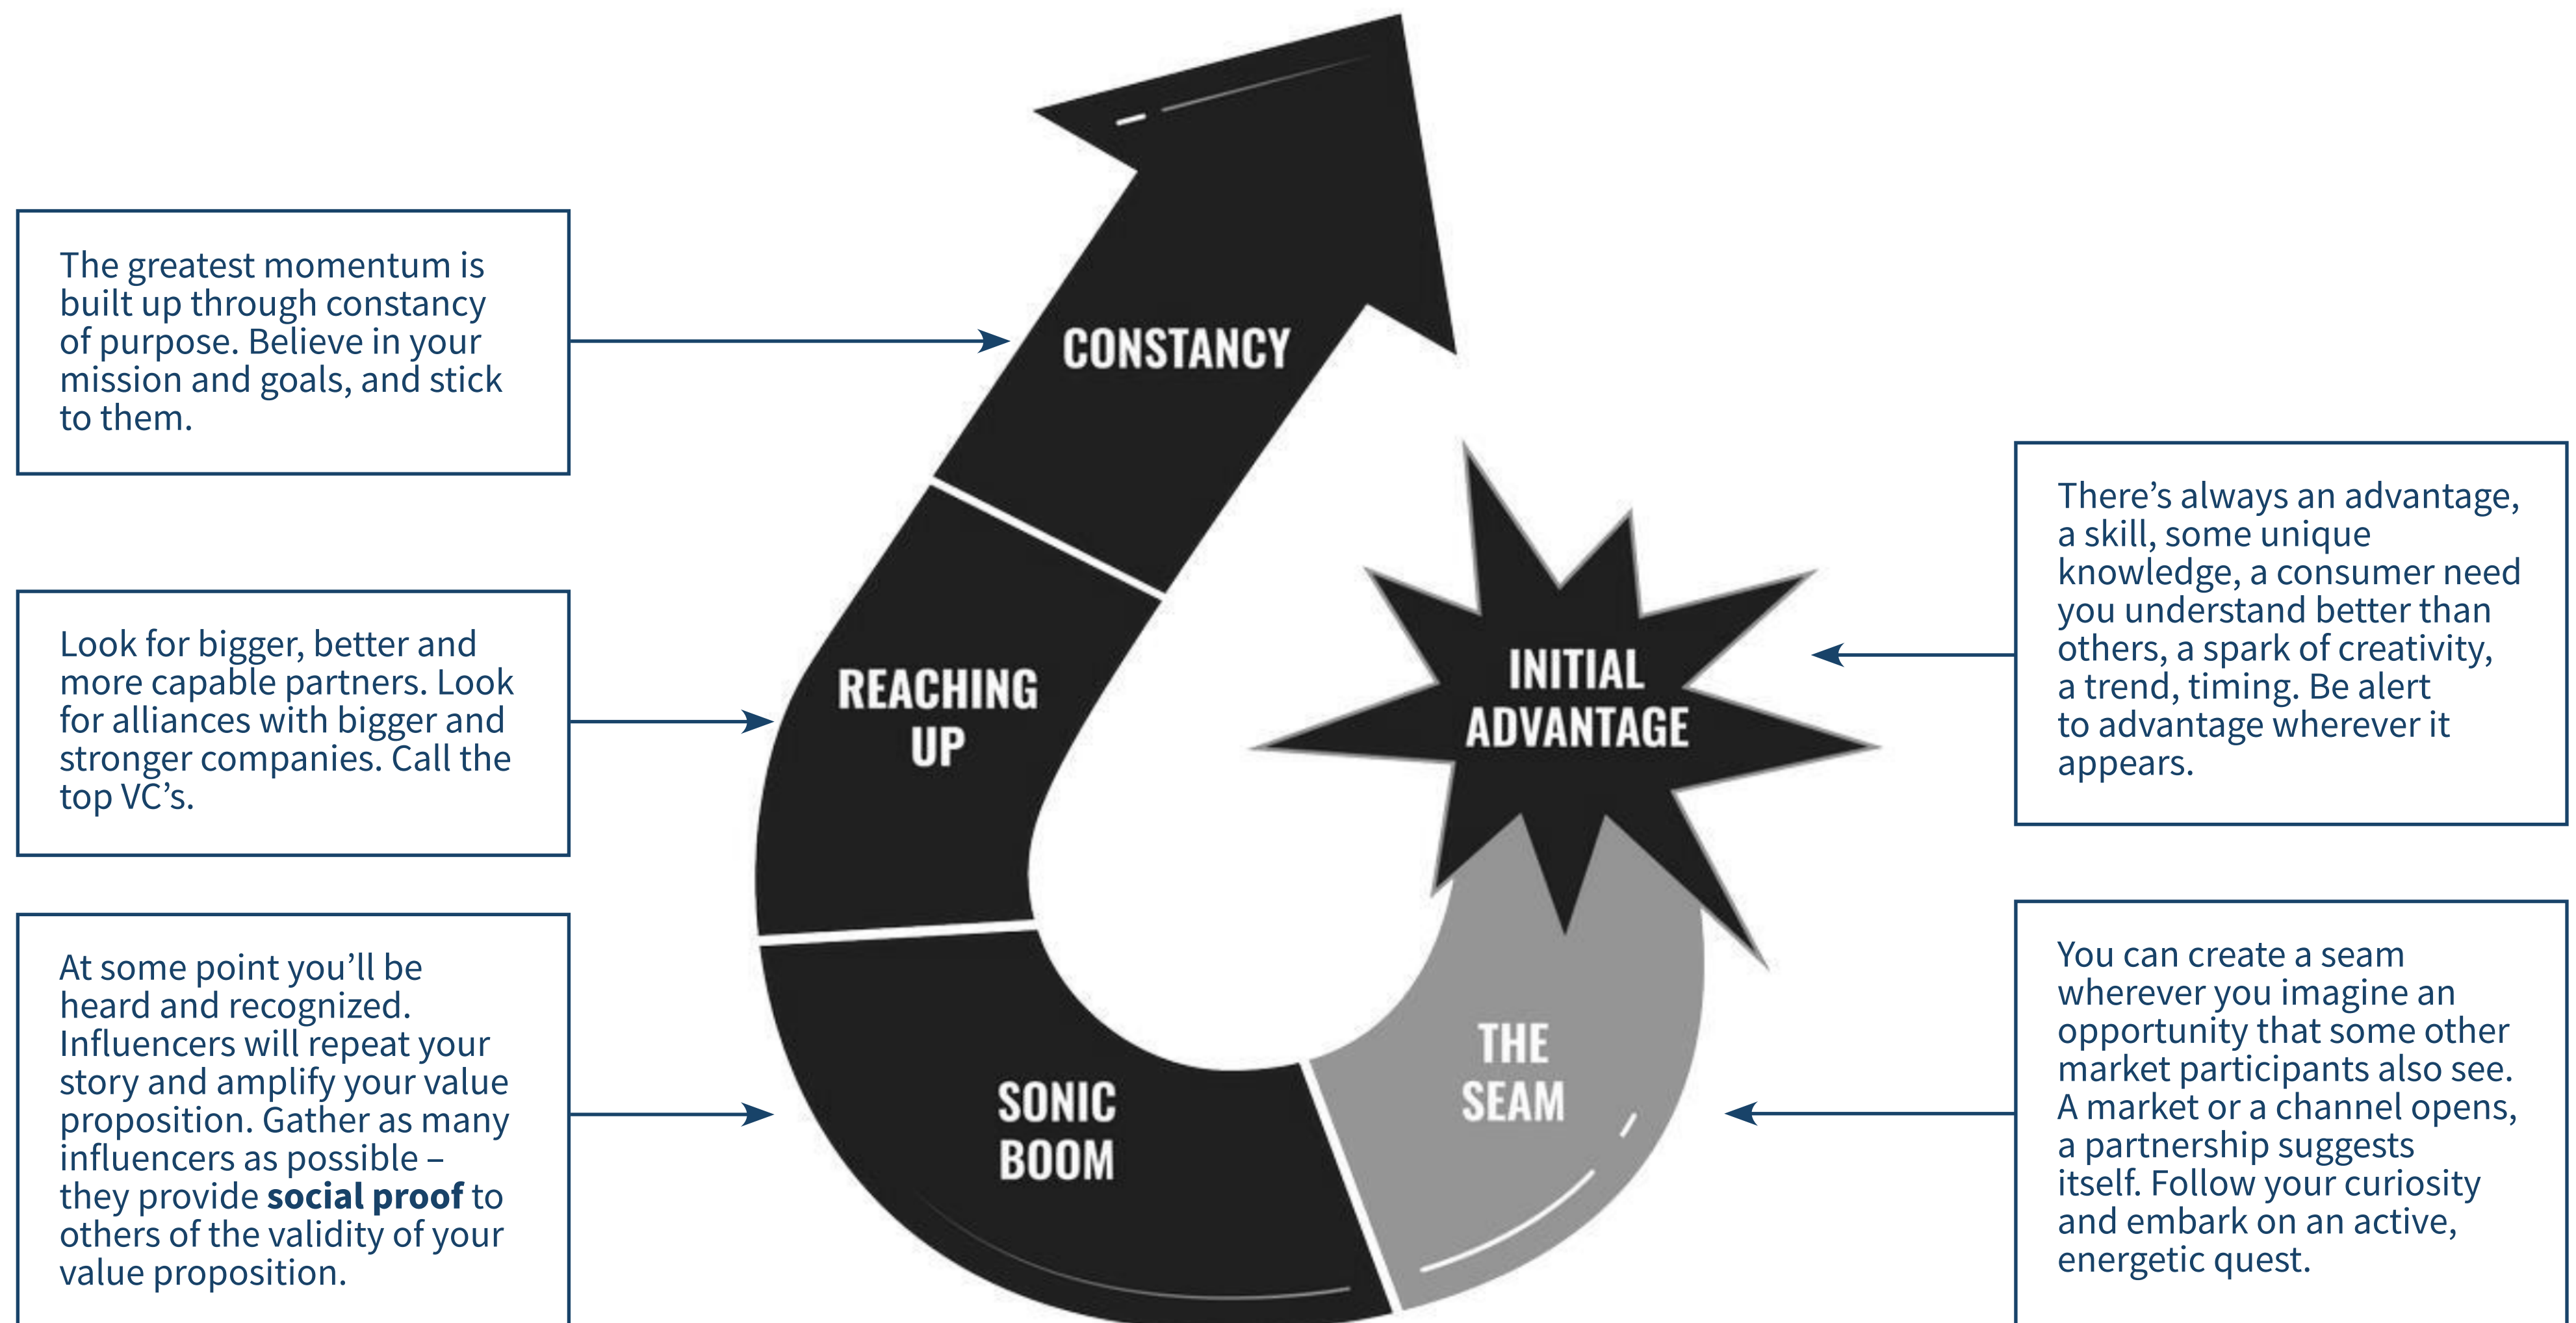 The greatest momentum is
built up through constancy
of purpose. Believe in your
mission and goals, and stick
to them.
CONSTANCY
Look for bigger, better and
more capable partners. Look
for alliances with bigger and
stronger companies. Call the
top VC’s.
REACHING
UP
INITIAL
ADVANTAGE
There’s always an advantage,
a skill, some unique
knowledge, a consumer need
you understand better than
others, a spark of creativity,
a trend, timing. Be alert
to advantage wherever it
appears.
At some point you’ll be
heard and recognized.
Influencers will repeat your
story and amplify your value
proposition. Gather as many
influencers as possible –
they provide social proof to
others of the validity of your
value proposition.
SONIC
BOOM
THE
SEAM
You can create a seam
wherever you imagine an
opportunity that some other
market participants also see.
A market or a channel opens,
a partnership suggests
itself. Follow your curiosity
and embark on an active,
energetic quest.